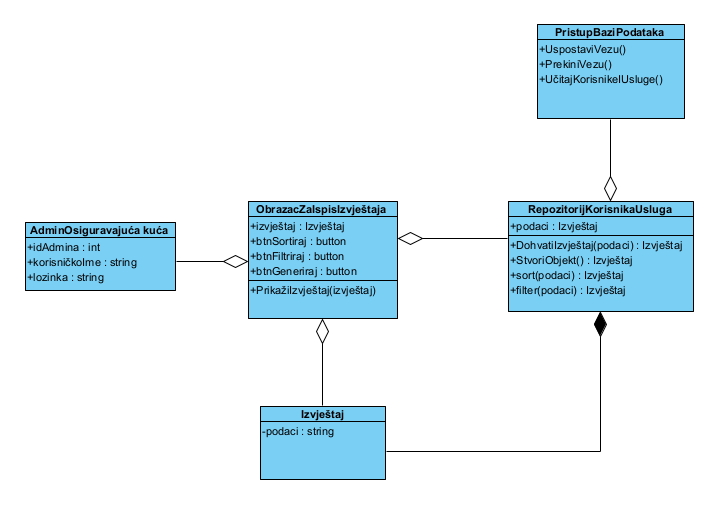 PristupBaziPodataka
+UspostaviVezu()
+PrekiniVezu()
+UčitajKorisnikeIUsluge()
AdminOsiguravajuća kuća
+idAdmina : int
+korisničkoIme : string
+lozinka : string
ObrazacZaIspisIzvještaja
+izvještaj : Izvještaj
+btnSortiraj : button
+btnFiltriraj : button
+btnGeneriraj : button
+PrikažiIzvještaj(izvještaj)
RepozitorijKorisnikaUsluga
+podaci : Izvještaj
+DohvatiIzvještaj(podaci) : Izvještaj
+StvoriObjekt() : Izvještaj
+sort(podaci) : Izvještaj
+filter(podaci) : Izvještaj
Izvještaj
-podaci : string